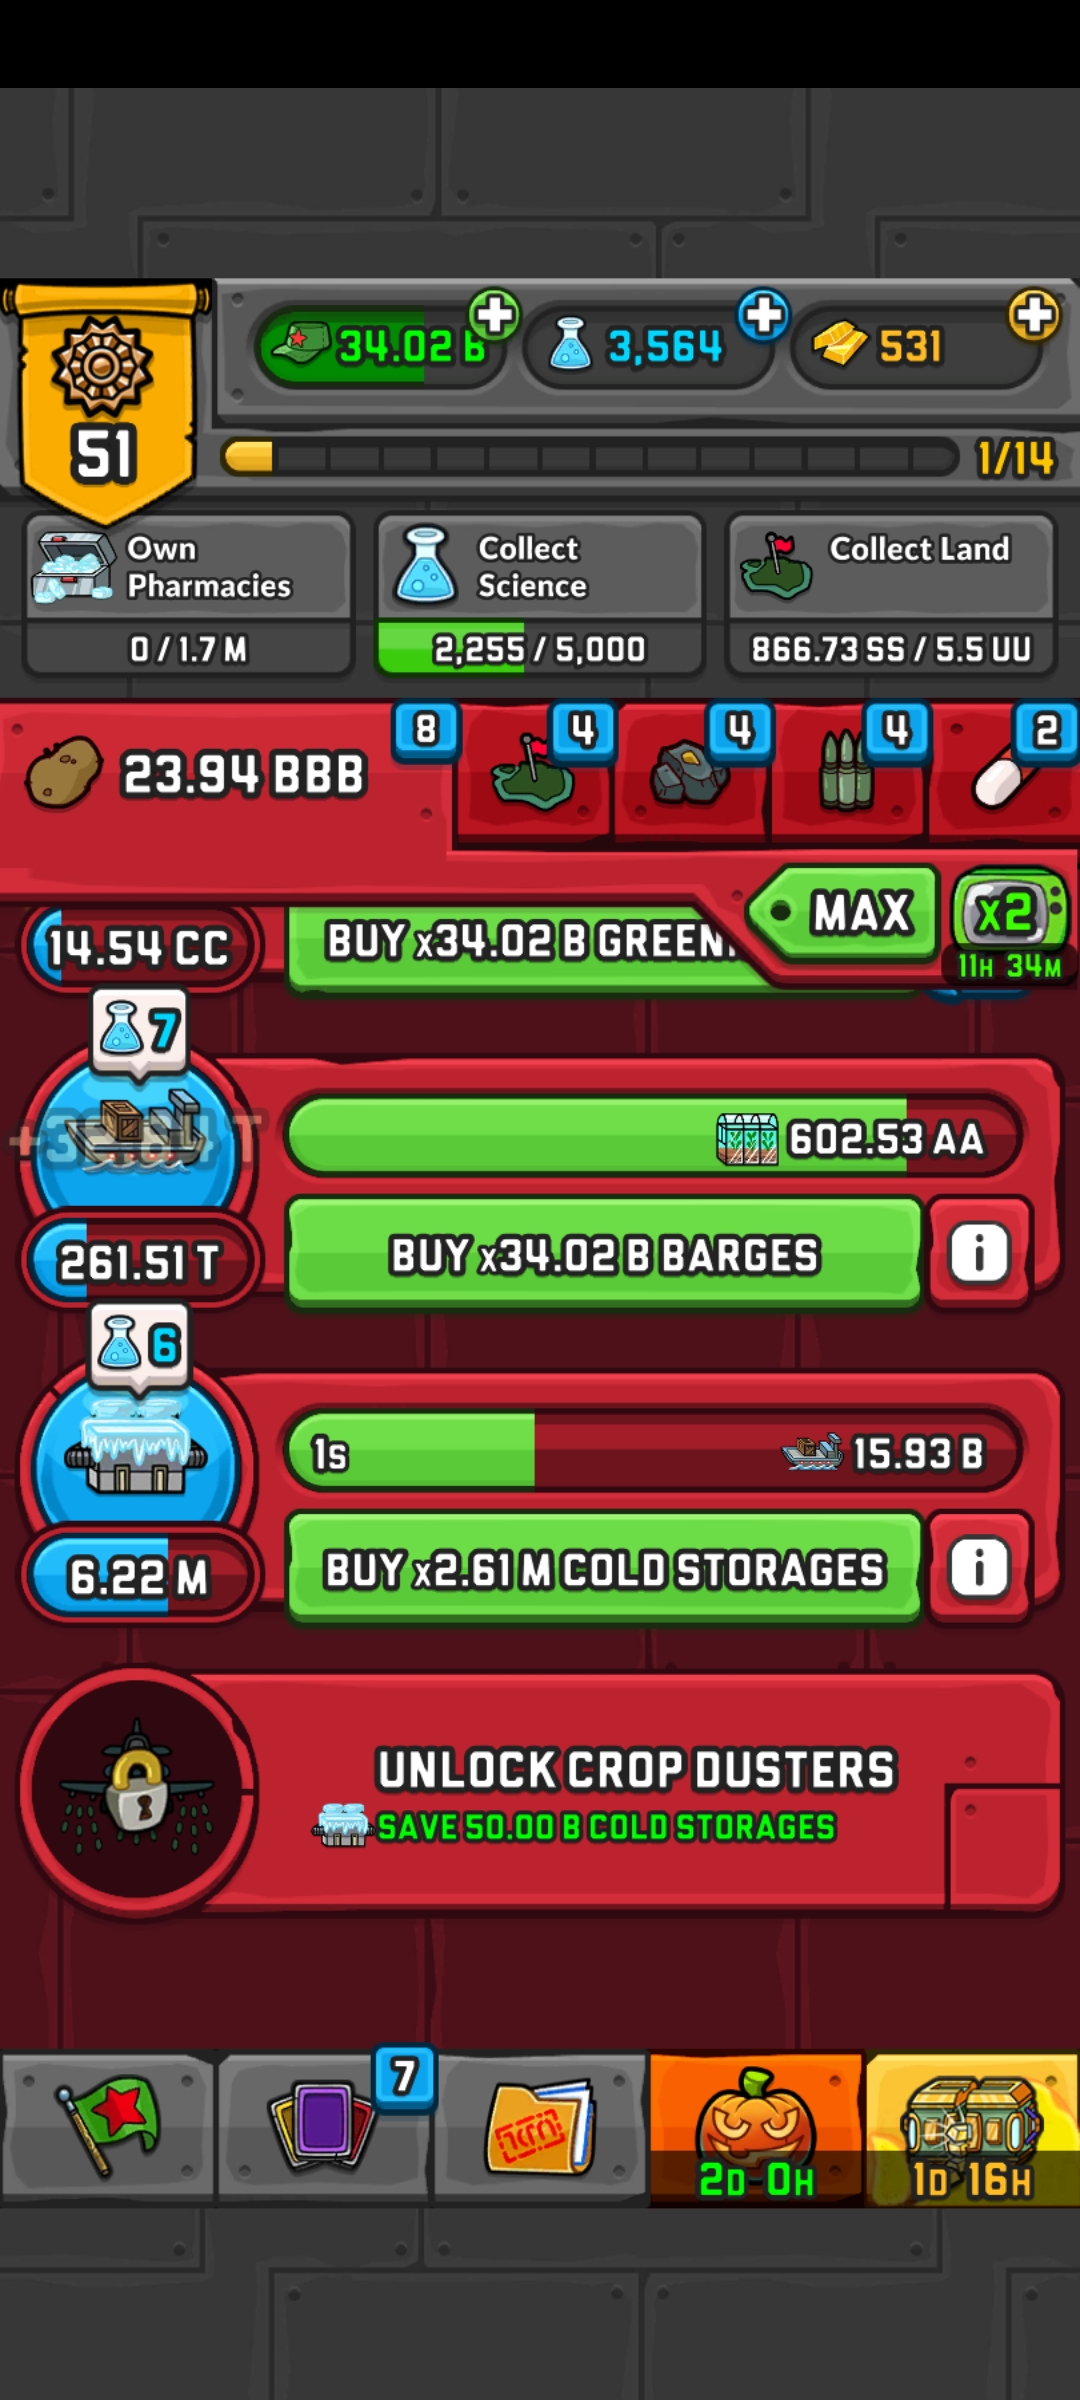 34.02 B
3,564
531
51
1/14
Own
Pharmacies
0 / 1.7 M
Collect
Science
2,255 / 5,000
Collect Land
866.73 SS / 5.5 UU
23.94 BBB
8
4
4
4
2
MAX
x2
11H 34M
14.54 CC
BUY x34.02 B
7
602.53 AA
261.51 T
BUY x34.02 B BARGES
i
6
1s
15.93 B
6.22 M
BUY x2.61 M COLD STORAGES
i
UNLOCK CROP DUSTERS
SAVE 50.00 B COLD STORAGES
7
2D 0H
1D 16H